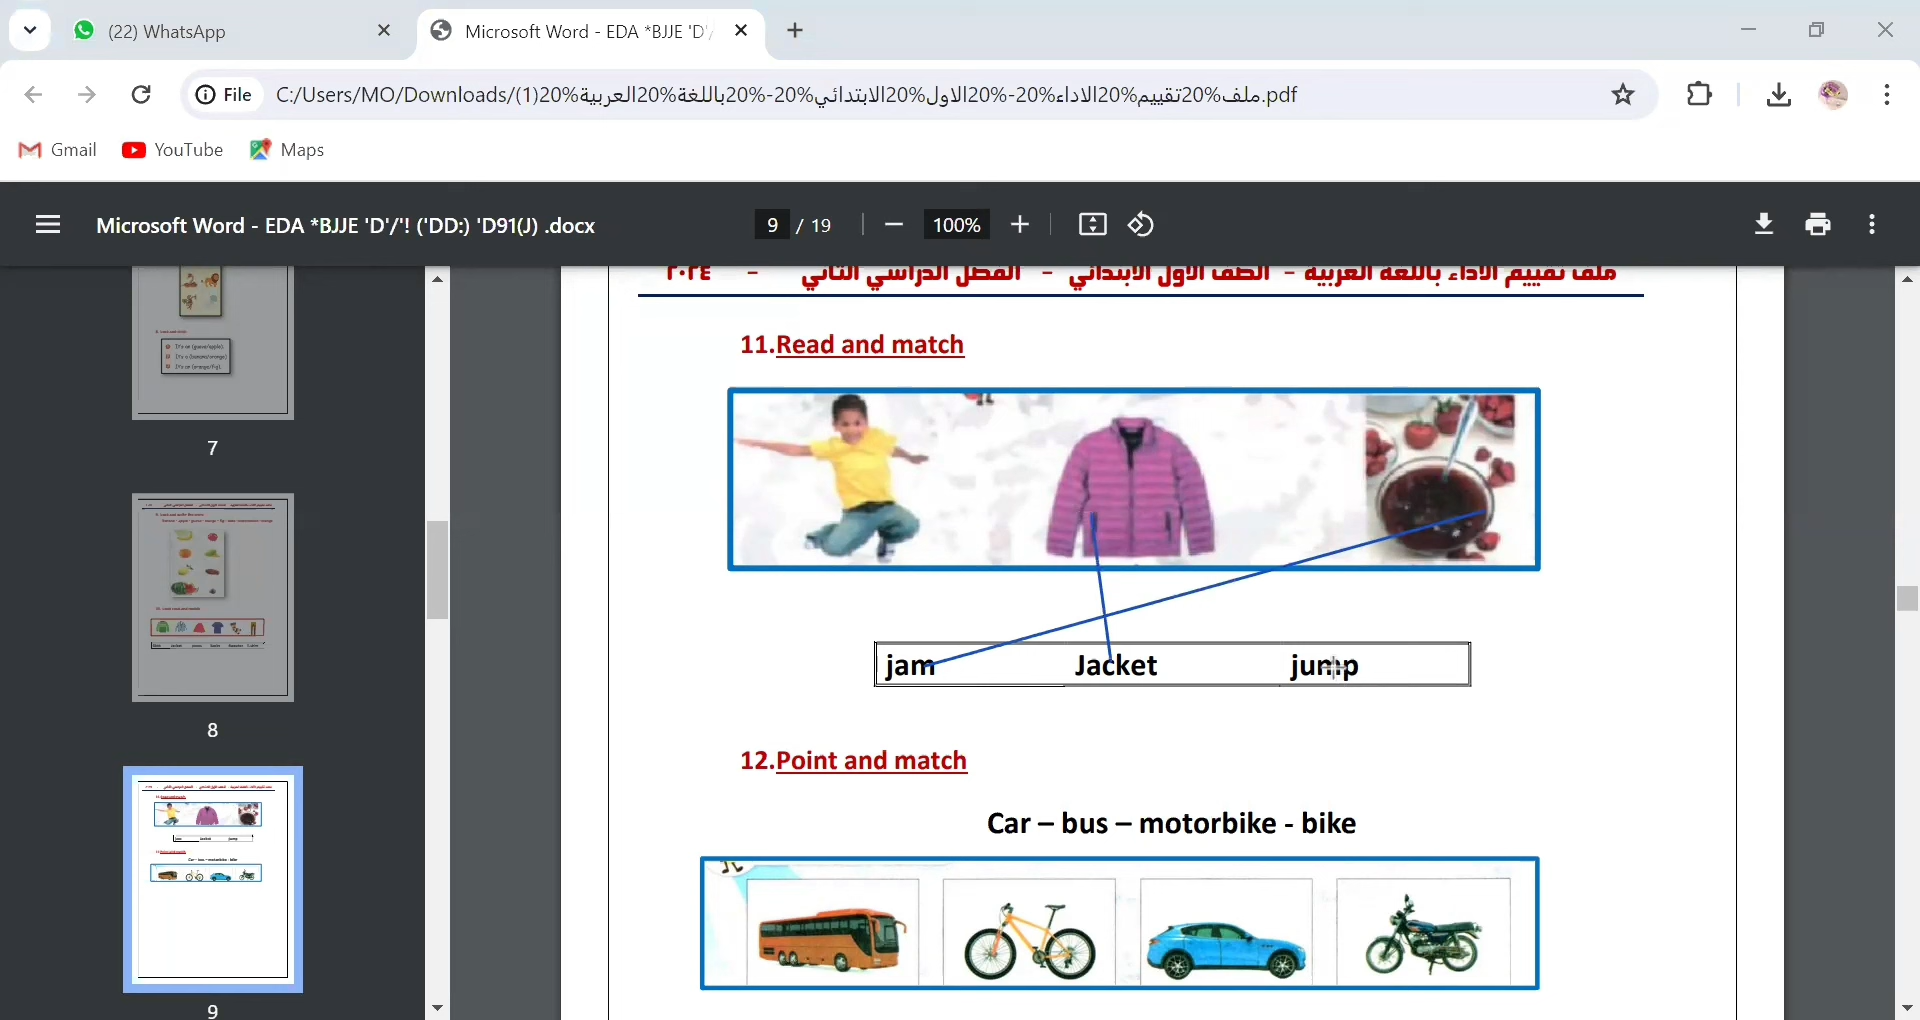 (22) WhatsApp
Microsoft Word - EDA *BJJE 'D'/
File
C:/Users/MO/Downloads/(1)20%ملف%20تقييم%20الاداء%20-%20الاول%20الابتدائي%20-%20باللغة%20العربية.pdf
Gmail
YouTube
Maps
Microsoft Word - EDA *BJJE 'D'/'! ('DD:) 'D91(J) .docx
9 / 19
100%
7
8
9
ملف تقييم الأداء باللغة العربية – الصف الأول الابتدائي – الفصل الدراسي الثاني – ٢٠٢٤
11.Read and match
jam Jacket jump
12.Point and match
Car – bus – motorbike - bike